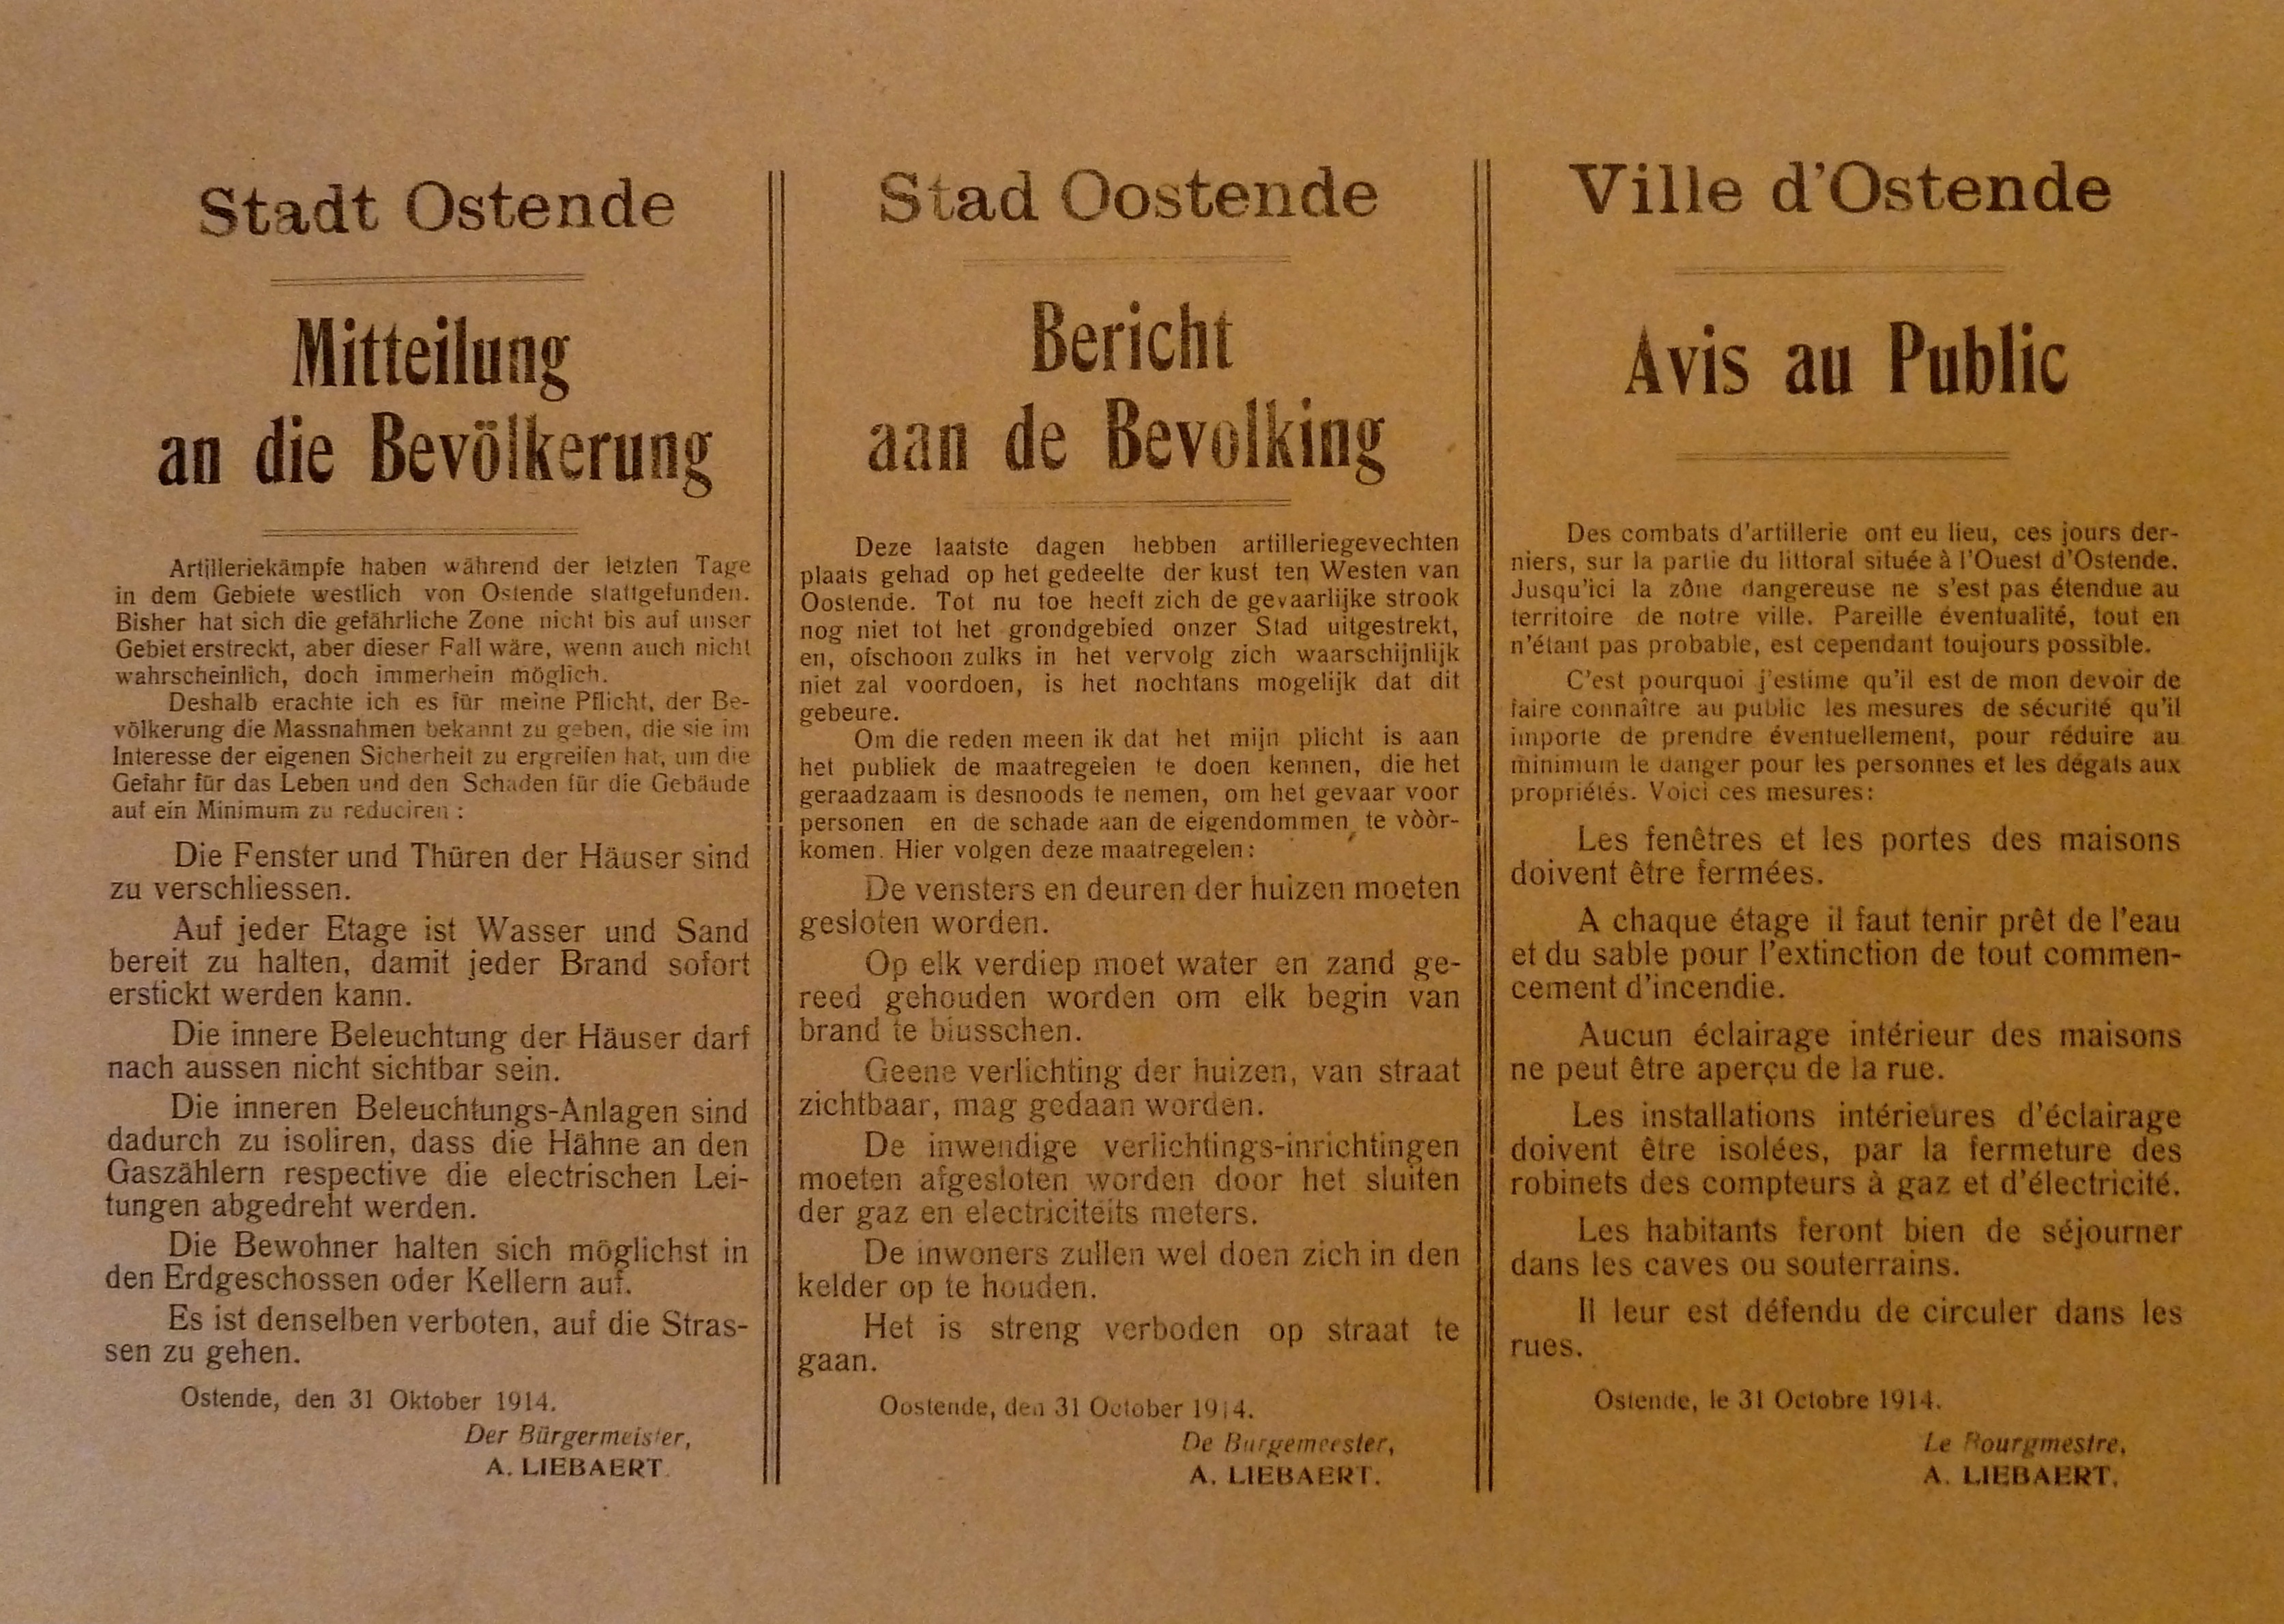 Stadt Ostende
Mitteilung
an die Bevölkerung
Artilleriekämpfe haben während der letzten Tage
in dem Gebiete westlich von Ostende stattgefunden.
Bisher hat sich die gefährliche Zone nicht bis auf unser
Gebiet erstreckt, aber dieser Fall wäre, wenn auch nicht
wahrscheinlich, doch immerhein möglich.
Deshalb erachte ich es für meine Pflicht, der Be-
völkerung die Massnahmen bekannt zu geben, die sie im
Interesse der eigenen Sicherheit zu ergreifen hat, um die
Gefahr für das Leben und den Schaden für die Gebäude
auf ein Minimum zu reduciren :
Die Fenster und Thüren der Häuser sind
zu verschliessen.
Auf jeder Etage ist Wasser und Sand
bereit zu halten, damit jeder Brand sofort
erstickt werden kann.
Die innere Beleuchtung der Häuser darf
nach aussen nicht sichtbar sein.
Die inneren Beleuchtungs-Anlagen sind
dadurch zu isoliren, dass die Hähne an den
Gaszählern respective die electrischen Lei-
tungen abgedreht werden.
Die Bewohner halten sich möglichst in
den Erdgeschossen oder Kellern auf.
Es ist denselben verboten, auf die Stras-
sen zu gehen.
Ostende, den 31 Oktober 1914.
Der Bürgermeister,
A. LIEBAERT.
Stad Oostende
Bericht
aan de Bevolking
Deze laatste dagen hebben artilleriegevechten
plaats gehad op het gedeelte der kust ten Westen van
Oostende. Tot nu toe heeft zich de gevaarlijke strook
nog niet tot het grondgebied onzer Stad uitgestrekt,
en, ofschoon zulks in het vervolg zich waarschijnlijk
niet zal voordoen, is het nochtans mogelijk dat dit
gebeure.
Om die reden meen ik dat het mijn plicht is aan
het publiek de maatregelen te doen kennen, die het
geraadzaam is desnoods te nemen, om het gevaar voor
personen en de schade aan de eigendommen, te vòòr-
komen. Hier volgen deze maatregelen:
De vensters en deuren der huizen moeten
gesloten worden.
Op elk verdiep moet water en zand ge-
reed gehouden worden om elk begin van
brand te blusschen.
Geene verlichting der huizen, van straat
zichtbaar, mag gedaan worden.
De inwendige verlichtings-inrichtingen
moeten afgesloten worden door het sluiten
der gaz en electriciteits meters.
De inwoners zullen wel doen zich in den
kelder op te houden.
Het is streng verboden op straat te
gaan.
Oostende, den 31 October 1914.
De Burgemeester,
A. LIEBAERT.
Ville d'Ostende
Avis au Public
Des combats d'artillerie ont eu lieu, ces jours der-
niers, sur la partie du littoral située à l'Ouest d'Ostende.
Jusqu'ici la zône dangereuse ne s'est pas étendue au
territoire de notre ville. Pareille éventualité, tout en
n'étant pas probable, est cependant toujours possible.
C'est pourquoi j'estime qu'il est de mon devoir de
faire connaître au public les mesures de sécurité qu'il
importe de prendre éventuellement, pour réduire au
minimum le danger pour les personnes et les dégats aux
propriétés. Voici ces mesures:
Les fenêtres et les portes des maisons
doivent être fermées.
A chaque étage il faut tenir prêt de l'eau
et du sable pour l'extinction de tout commen-
cement d'incendie.
Aucun éclairage intérieur des maisons
ne peut être aperçu de la rue.
Les installations intérieures d'éclairage
doivent être isolées, par la fermeture des
robinets des compteurs à gaz et d'électricité.
Les habitants feront bien de séjourner
dans les caves ou souterrains.
Il leur est défendu de circuler dans les
rues.
Ostende, le 31 Octobre 1914.
Le Bourgmestre,
A. LIEBAERT.